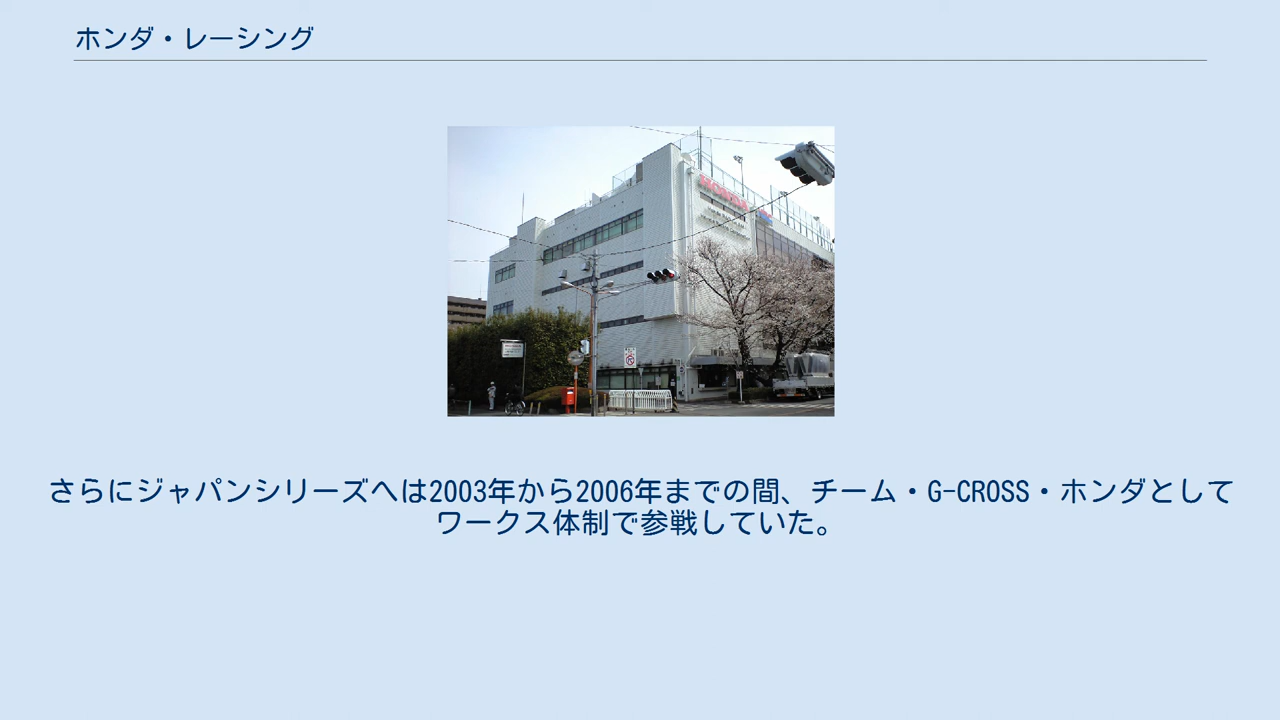 ホンダ・レーシング
さらにジャパンシリーズへは2003年から2006年までの間、チーム・G-CROSS・ホンダとして
ワークス体制で参戦していた。